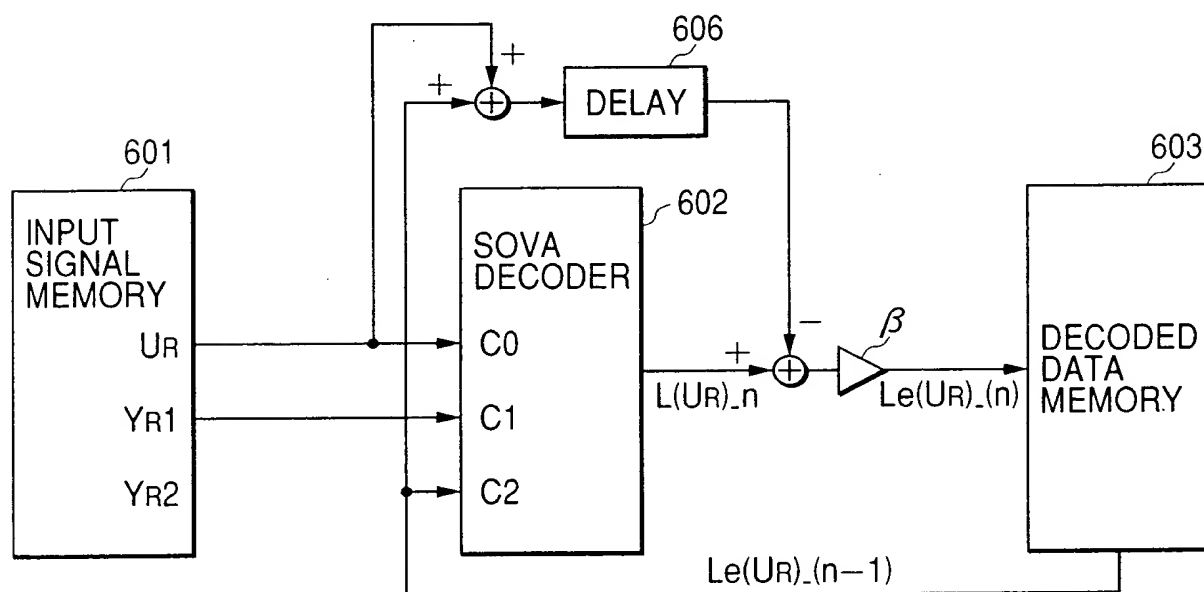 606
+
+
+
DELAY
601
603
602
INPUT
SIGNAL
MEMORY
SOVA
DECODER
UR
C0
−
β
+
+
DECODED
DATA
MEMORY
L(UR)_n
Le(UR)_(n)
YR1
C1
YR2
C2
Le(UR)_(n−1)